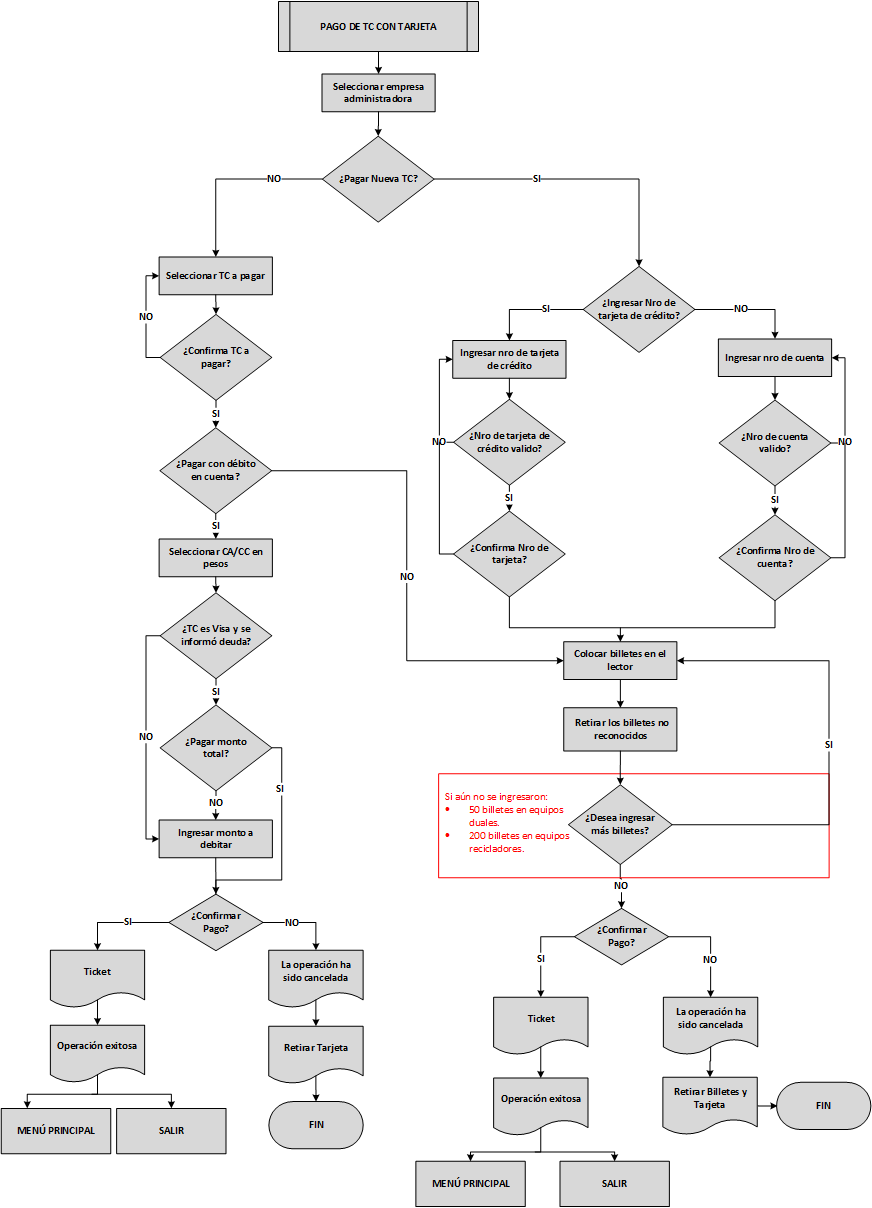 PAGO DE TC CON TARJETA
Seleccionar empresa
administradora
¿Pagar Nueva TC?
NO
SI
Seleccionar TC a pagar
NO
¿Confirma TC a
pagar?
SI
¿Pagar con débito
en cuenta?
SI
NO
Seleccionar CA/CC en
pesos
¿TC es Visa y se
informó deuda?
SI
NO
¿Pagar monto
total?
NO
SI
Ingresar monto a
debitar
¿Confirmar
Pago?
SI
NO
Ticket
Operación exitosa
MENÚ PRINCIPAL
SALIR
La operación ha
sido cancelada
Retirar Tarjeta
FIN
¿Ingresar Nro de
tarjeta de crédito?
SI
NO
Ingresar nro de tarjeta
de crédito
¿Nro de tarjeta de
crédito valido?
NO
SI
¿Confirma Nro de
tarjeta?
Ingresar nro de cuenta
¿Nro de cuenta
valido?
NO
SI
¿Confirma Nro de
cuenta?
Colocar billetes en el
lector
Retirar los billetes no
reconocidos
SI
Si aún no se ingresaron:
• 50 billetes en equipos
duales.
• 200 billetes en equipos
recicladores.
¿Desea ingresar
más billetes?
NO
¿Confirmar
Pago?
SI
NO
Ticket
Operación exitosa
MENÚ PRINCIPAL
SALIR
La operación ha
sido cancelada
Retirar Billetes y
Tarjeta
FIN